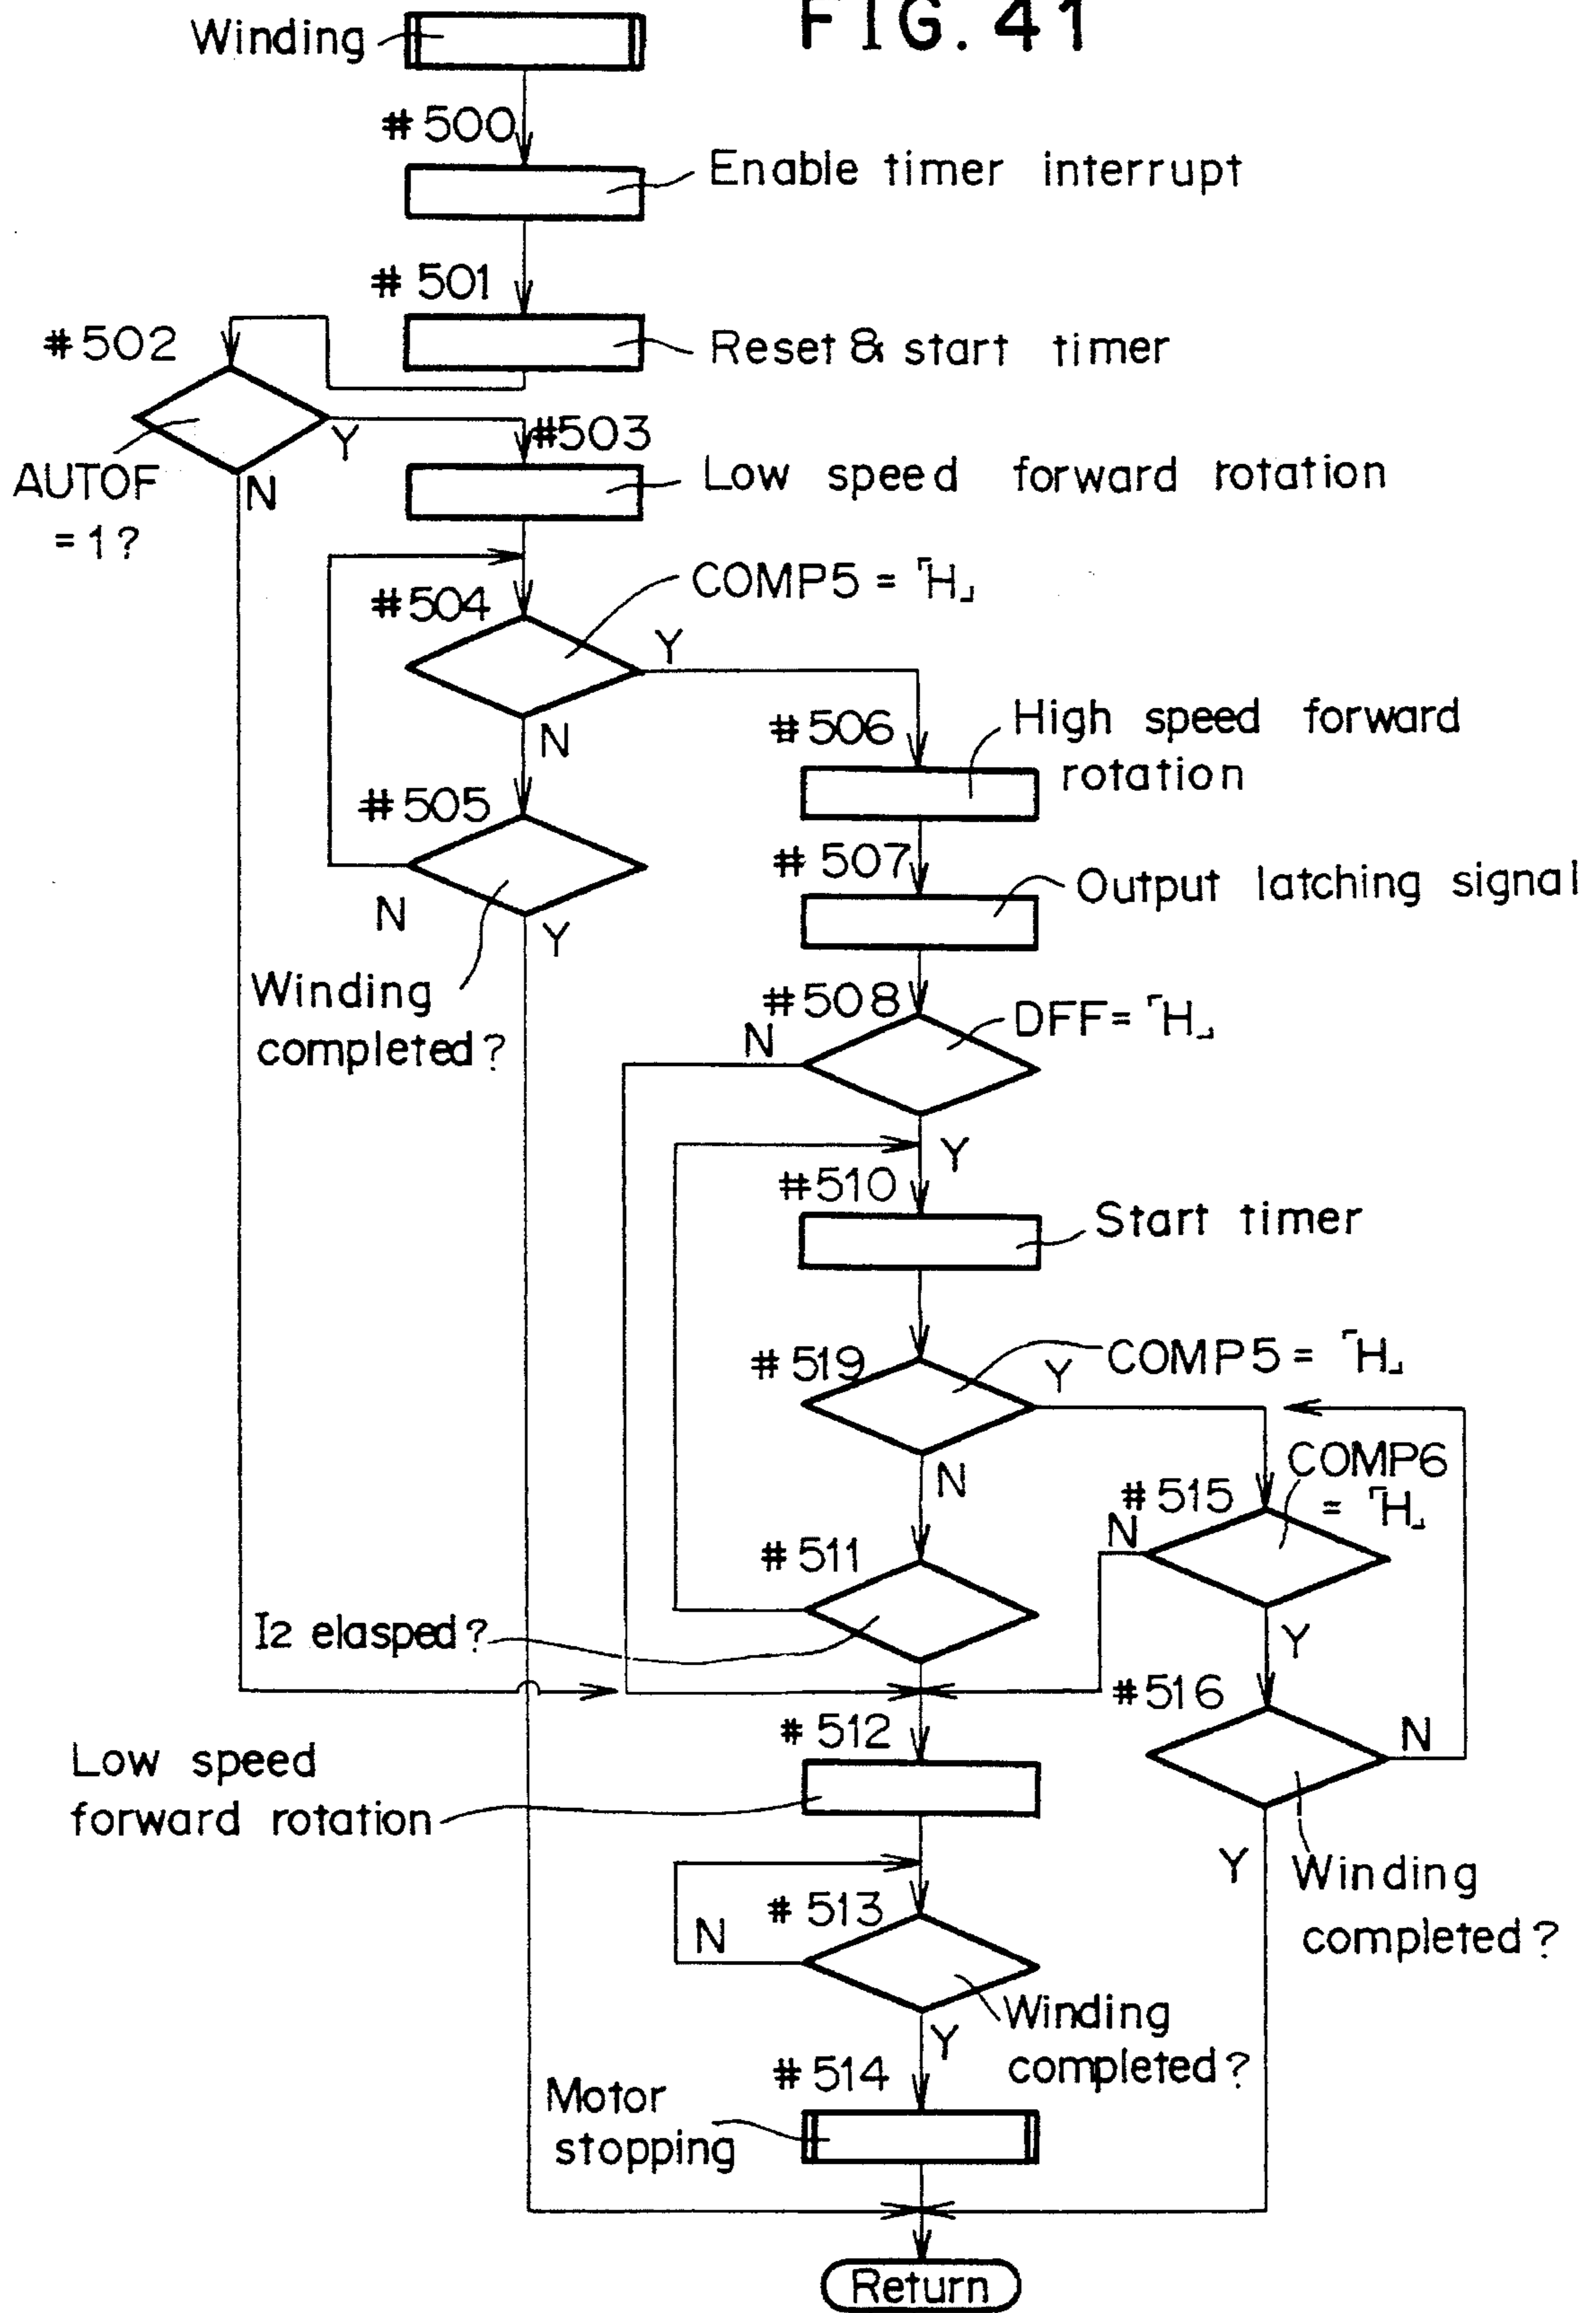 FIG. 41
Winding
#500
Enable timer interrupt
#501
Reset & start timer
#502
AUTOF
= 1 ?
Y
N
#503
Low speed forward rotation
#504
COMP5 = 「H」
Y
N
#505
N
Y
Winding
completed ?
#506
High speed forward
rotation
#507
Output latching signal
#508
DFF = 「H」
N
Y
#510
Start timer
#519
COMP5 = 「H」
Y
N
COMP6
= 「H」
#515
N
Y
#511
I2 elasped ?
#516
N
Y
Winding
completed ?
#512
Low speed
forward rotation
#513
N
Winding
completed ?
Y
#514
Motor
stopping
Return